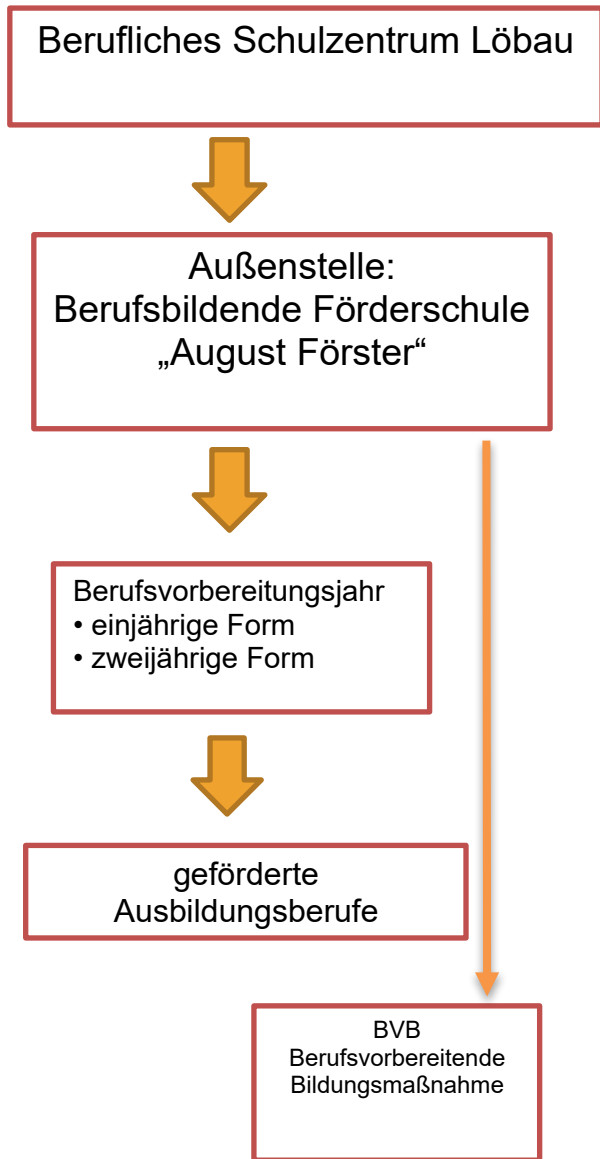 Berufliches Schulzentrum Löbau
Außenstelle:
Berufsbildende Förderschule
„August Förster“
Berufsvorbereitungsjahr
• einjährige Form
• zweijährige Form
geförderte
Ausbildungsberufe
BVB
Berufsvorbereitende
Bildungsmaßnahme